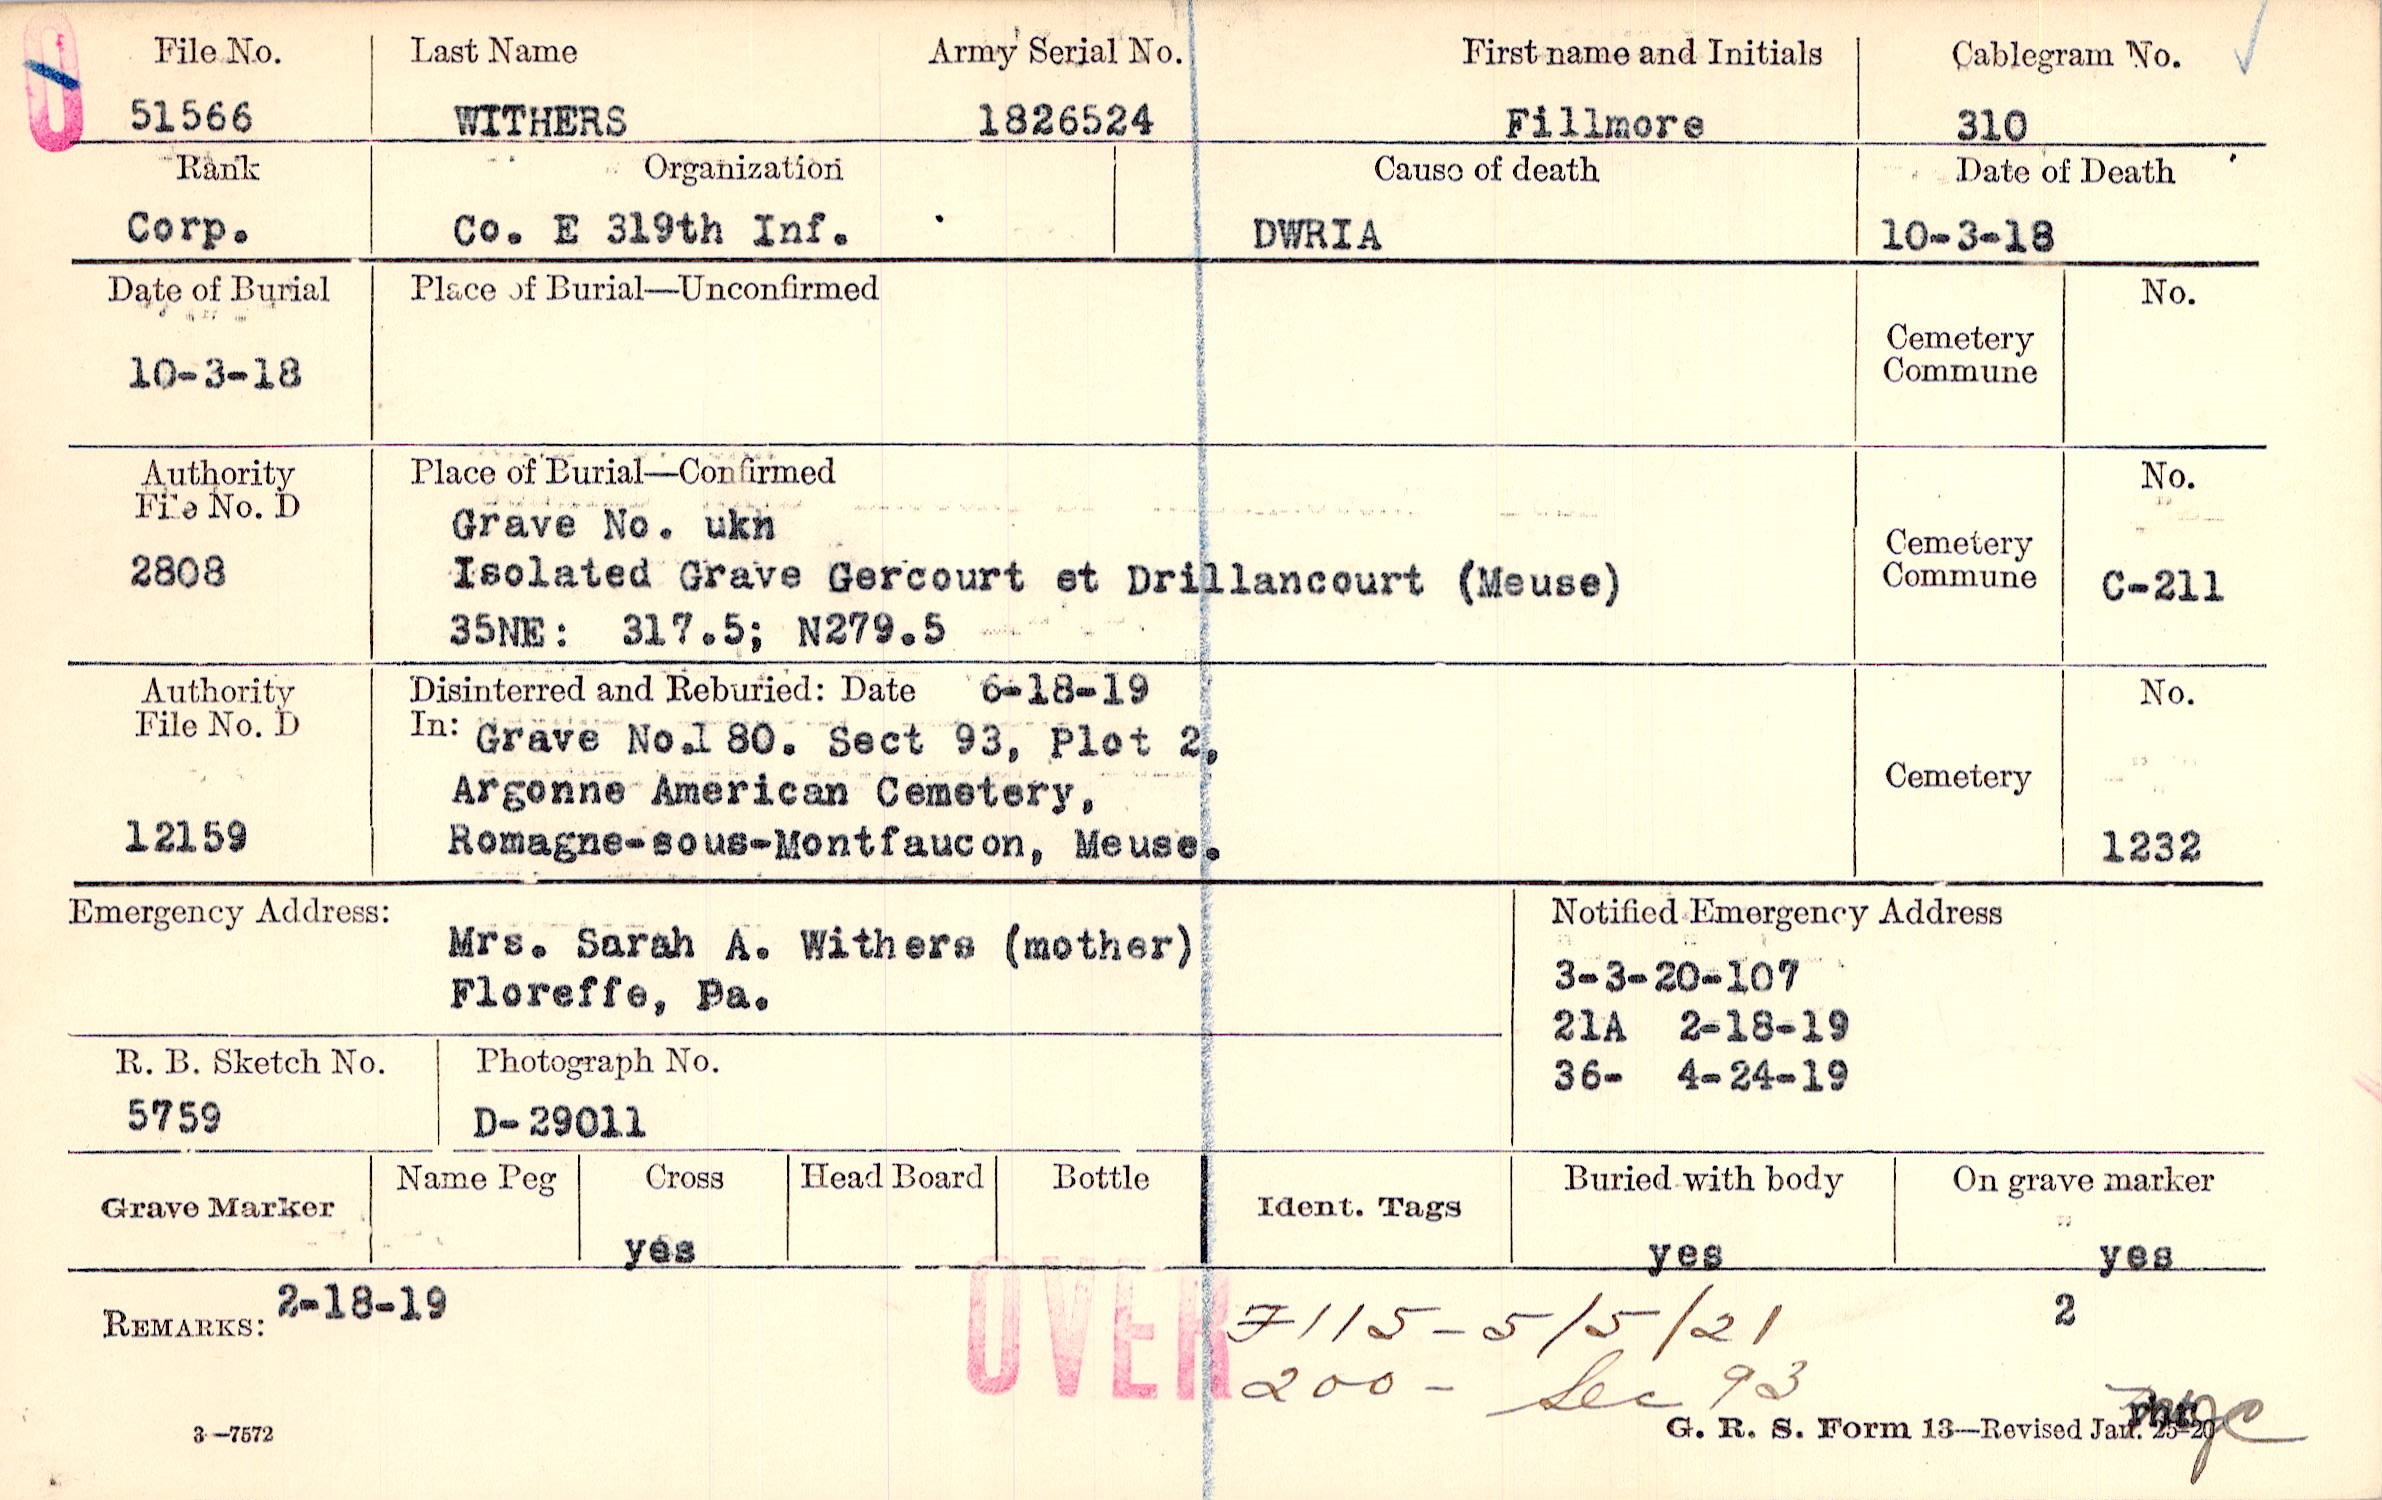 File No. Last Name Army Serial No. First name and Initials Cablegram No.
51566 WITHERS 1826524 Fillmore 310
Rank Organization Cause of death Date of Death
Corp. Co. E 319th Inf. DWRIA 10-3-18
Date of Burial Place of Burial—Unconfirmed No.
Cemetery
Commune
10-3-18
Authority Place of Burial—Confirmed No.
File No. D
Grave No. ukn
Cemetery
Commune
2808 Isolated Grave Gercourt et Drillancourt (Meuse) C-211
35NE: 317.5; N279.5
Authority Disinterred and Reburied: Date 6-18-19 No.
File No. D In: Grave No.180. Sect 93, Plot 2,
Cemetery
Argonne American Cemetery,
12159 Romagne-sous-Montfaucon, Meuse. 1232
Emergency Address: Notified Emergency Address
Mrs. Sarah A. Withers (mother) 3-3-20-107
Floreffe, Pa. 21A 2-18-19
R. B. Sketch No. Photograph No. 36- 4-24-19
5759 D-29011
Grave Marker Name Peg Cross Head Board Bottle Ident. Tags Buried with body On grave marker
yes yes yes
REMARKS: 2-18-19 2
OVER
7115-5/5/21
200- Sec 93
3—7572 G. R. S. Form 13—Revised Jan. 25-20